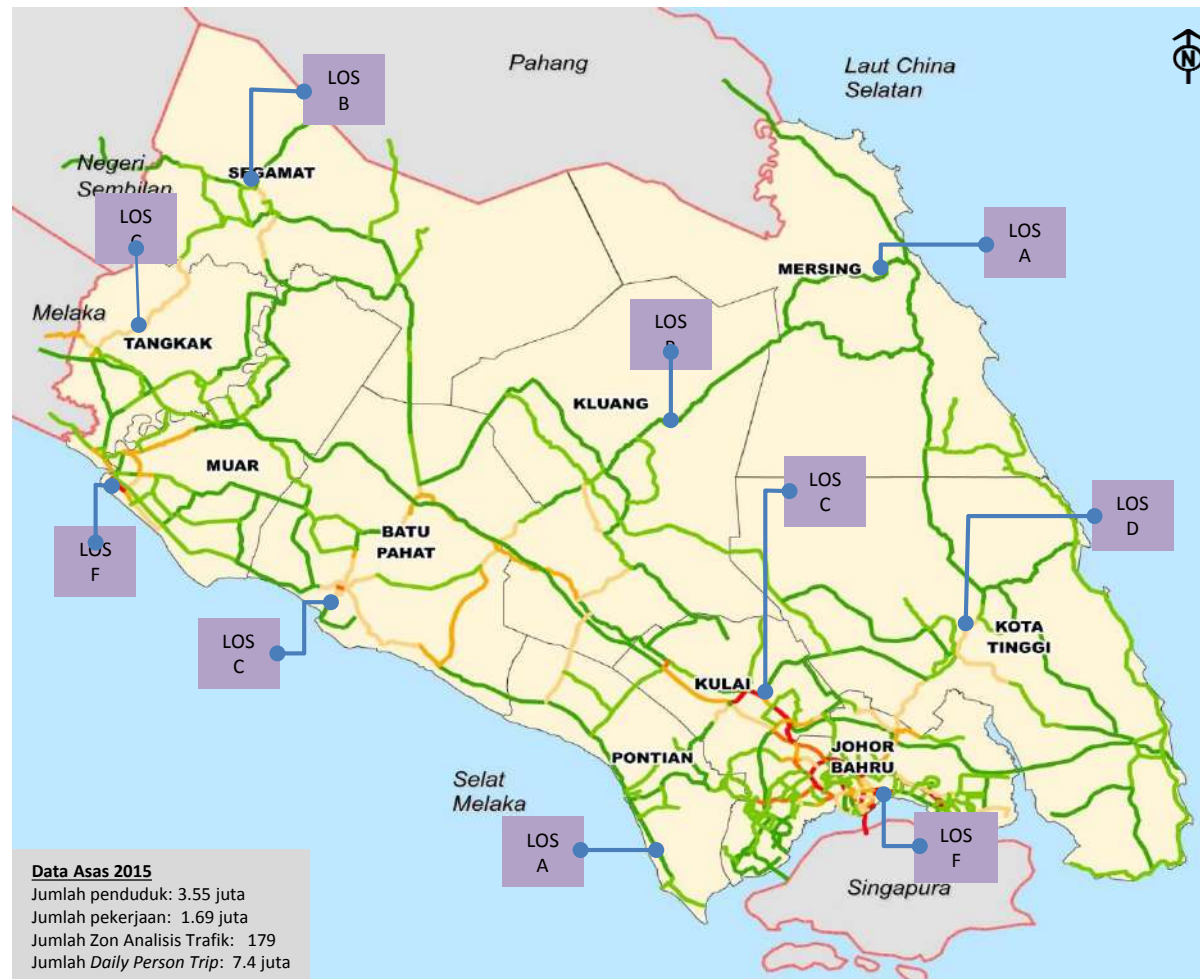 Pahang
Laut China
Selatan
N
LOS
B
Negeri
Sembilan
SEGAMAT
LOS
LOS
A
MERSING
Melaka
TANGKAK
LOS
KLUANG
MUAR
LOS
C
BATU
PAHAT
LOS
D
LOS
F
LOS
C
KOTA
TINGGI
KULAI
PONTIAN
JOHOR
BAHRU
Selat
Melaka
LOS
A
LOS
F
Singapura
Data Asas 2015
Jumlah penduduk: 3.55 juta
Jumlah pekerjaan: 1.69 juta
Jumlah Zon Analisis Trafik: 179
Jumlah Daily Person Trip: 7.4 juta